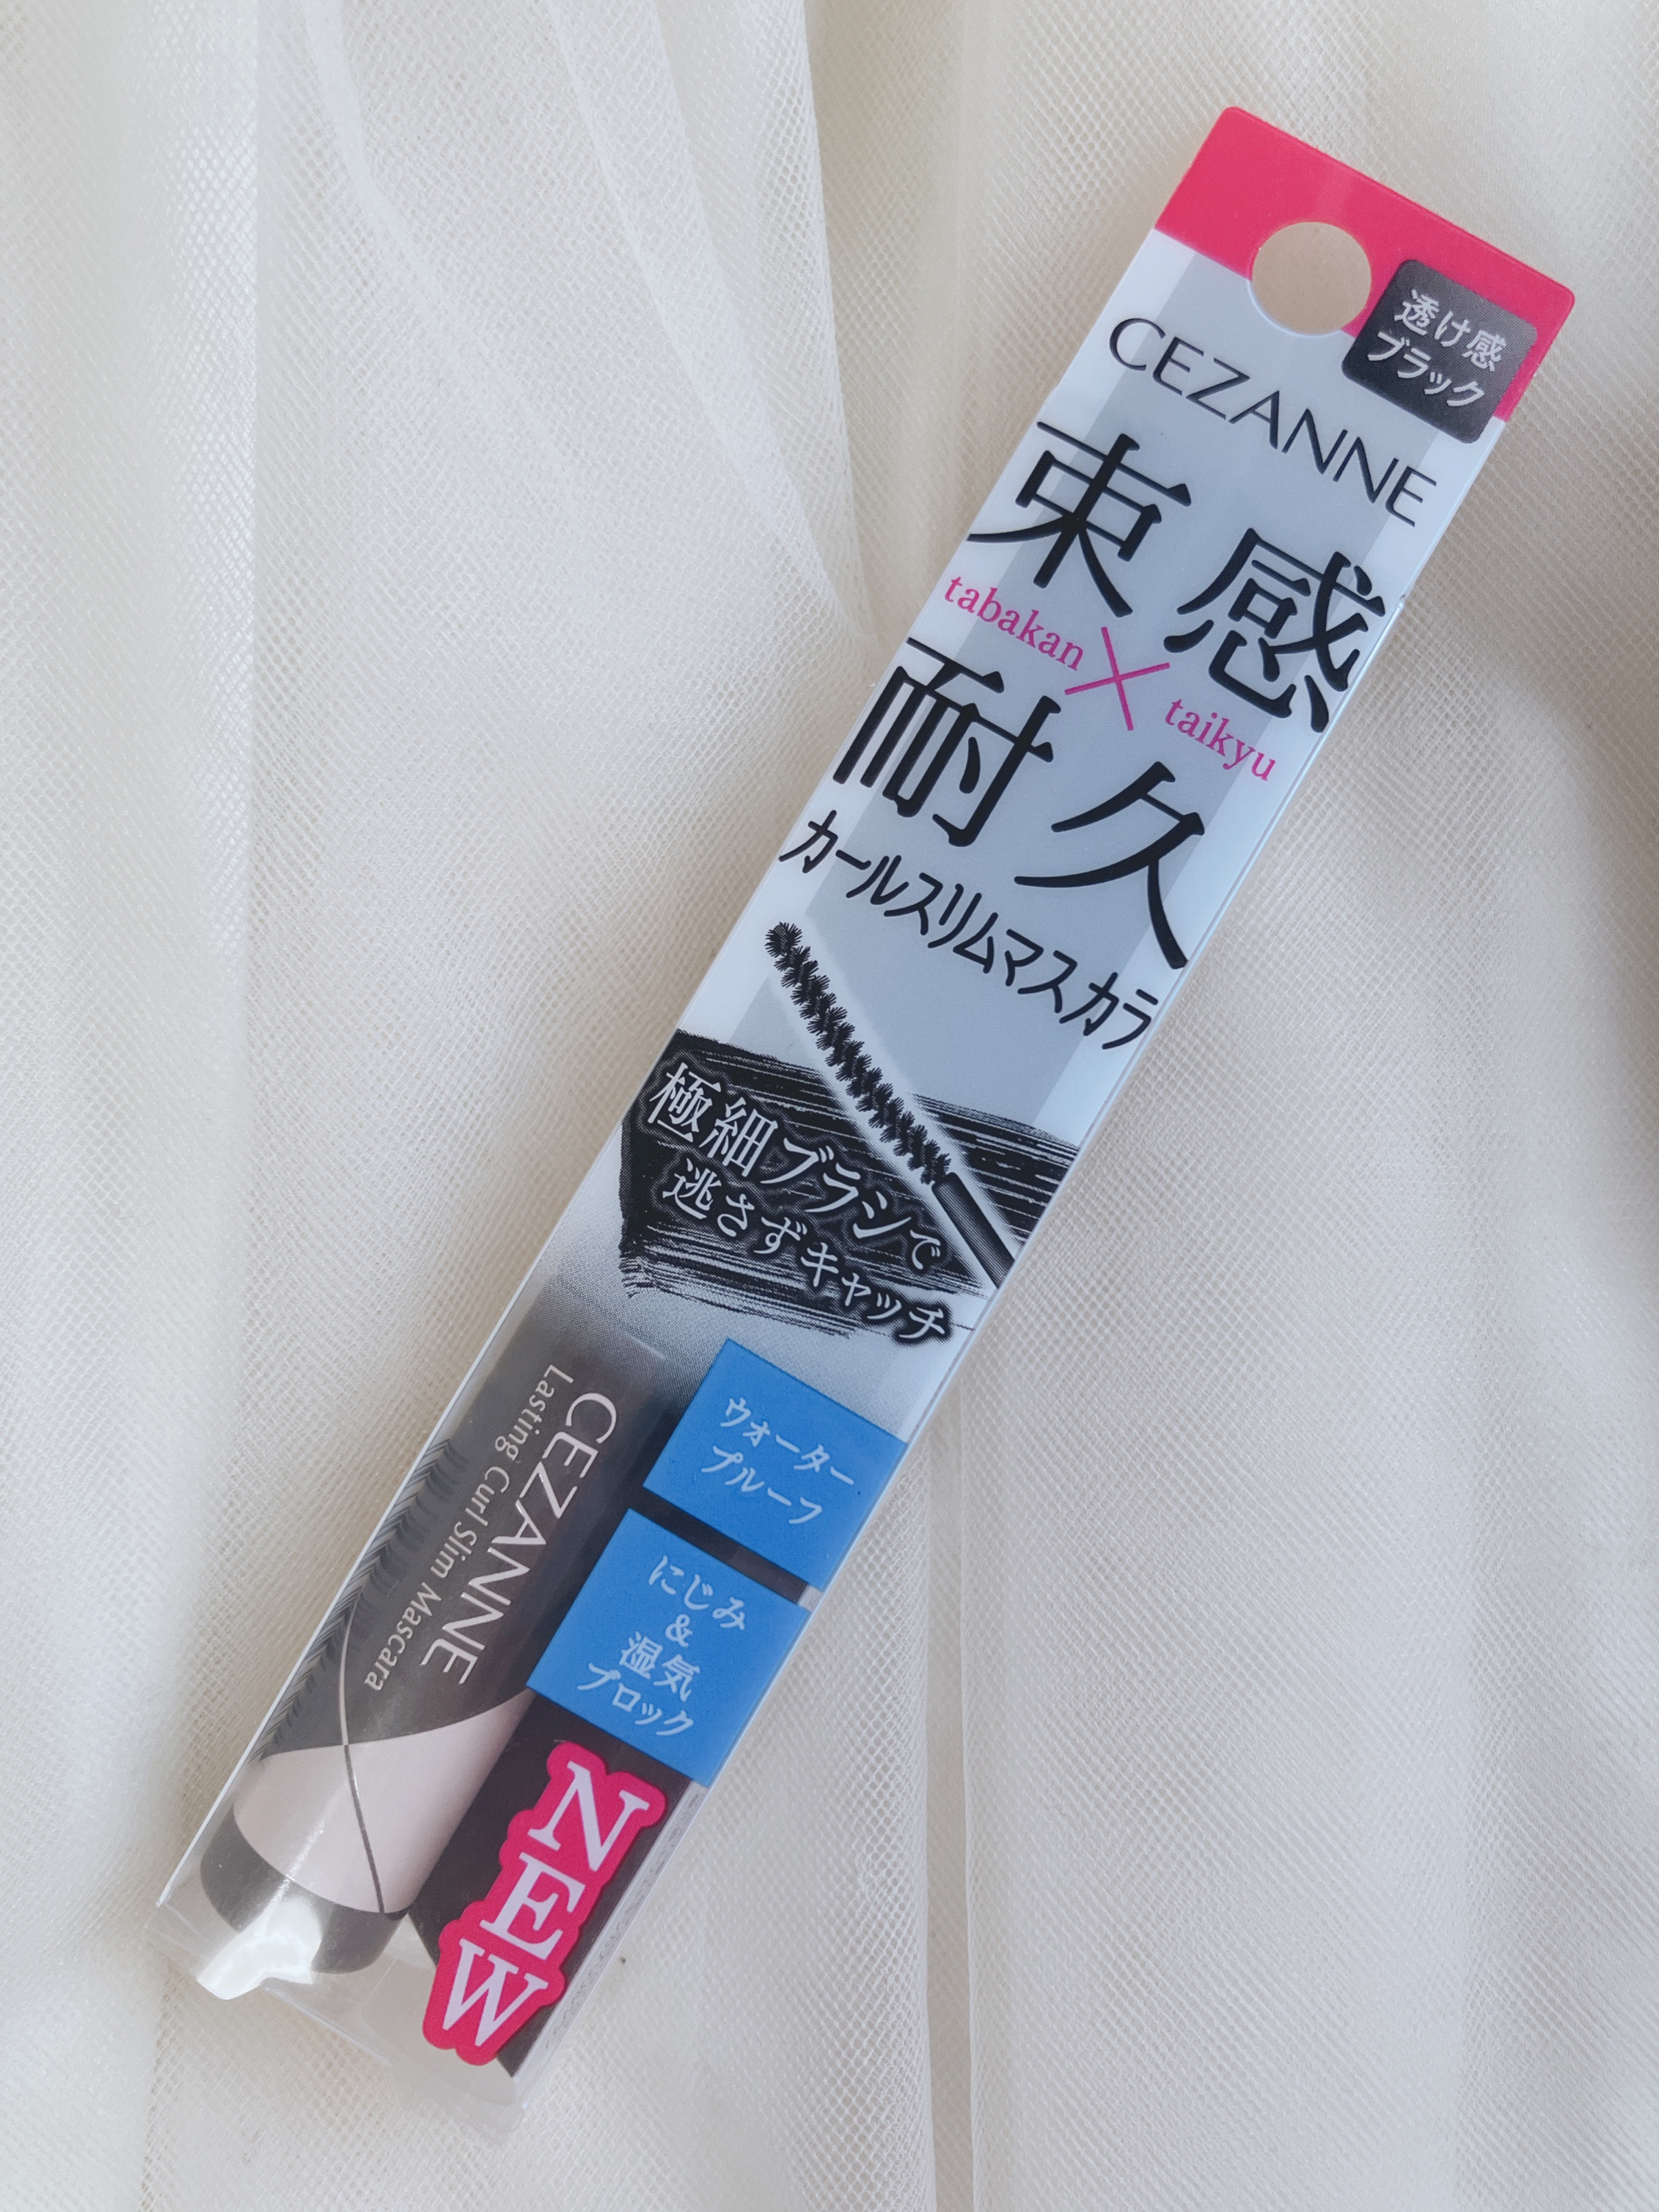 透け感
ブラック
CEZANNE
束感
tabakan
×
taikyu
耐久
カールスリムマスカラ
極細ブラシで
逃さずキャッチ
ウォーター
プルーフ
にじみ
&
湿気
ブロック
CEZANNE
Lasting Curl Slim Mascara
NEW